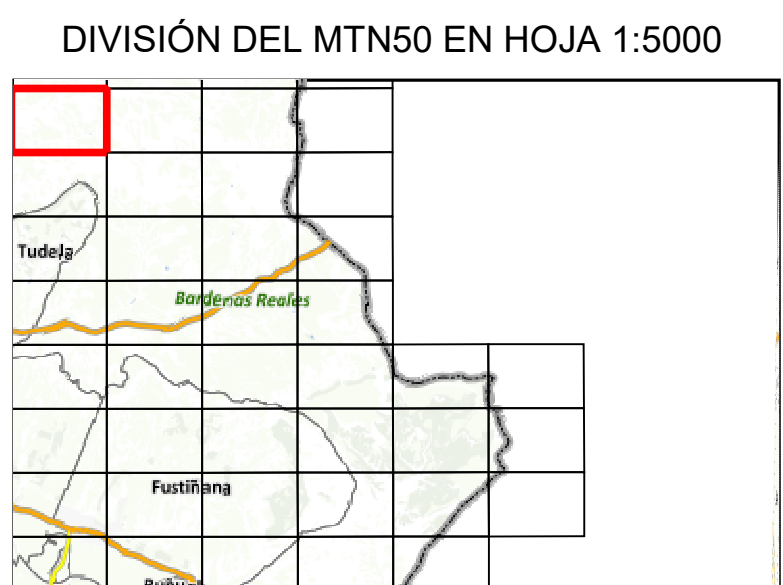 DIVISIÓN DEL MTN50 EN HOJA 1:5000
Tudela
Bardenas Reales
Fustiñana